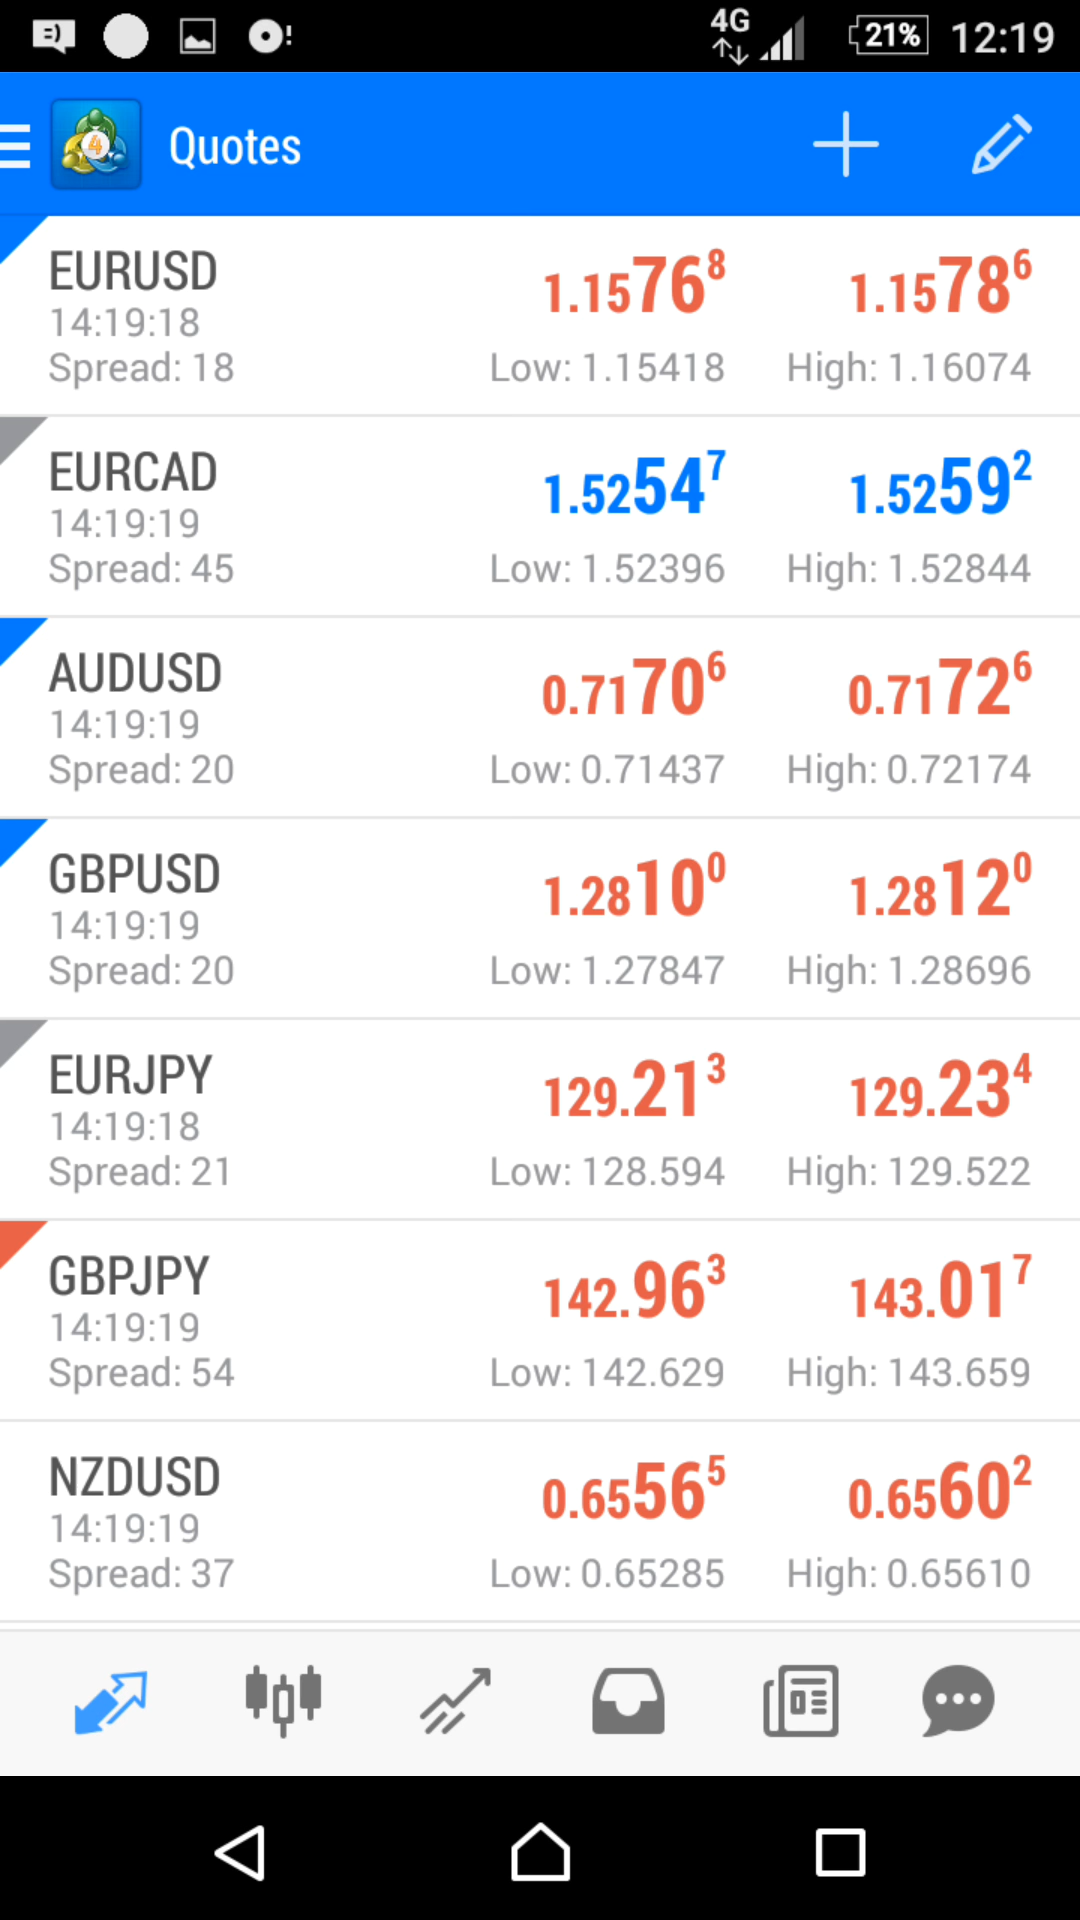 4G 21% 12:19
4 Quotes
EURUSD 1.15768 1.15786
14:19:18
Spread: 18 Low: 1.15418 High: 1.16074
EURCAD 1.52547 1.52592
14:19:19
Spread: 45 Low: 1.52396 High: 1.52844
AUDUSD 0.71706 0.71726
14:19:19
Spread: 20 Low: 0.71437 High: 0.72174
GBPUSD 1.28100 1.28120
14:19:19
Spread: 20 Low: 1.27847 High: 1.28696
EURJPY 129.213 129.234
14:19:18
Spread: 21 Low: 128.594 High: 129.522
GBPJPY 142.963 143.017
14:19:19
Spread: 54 Low: 142.629 High: 143.659
NZDUSD 0.65565 0.65602
14:19:19
Spread: 37 Low: 0.65285 High: 0.65610